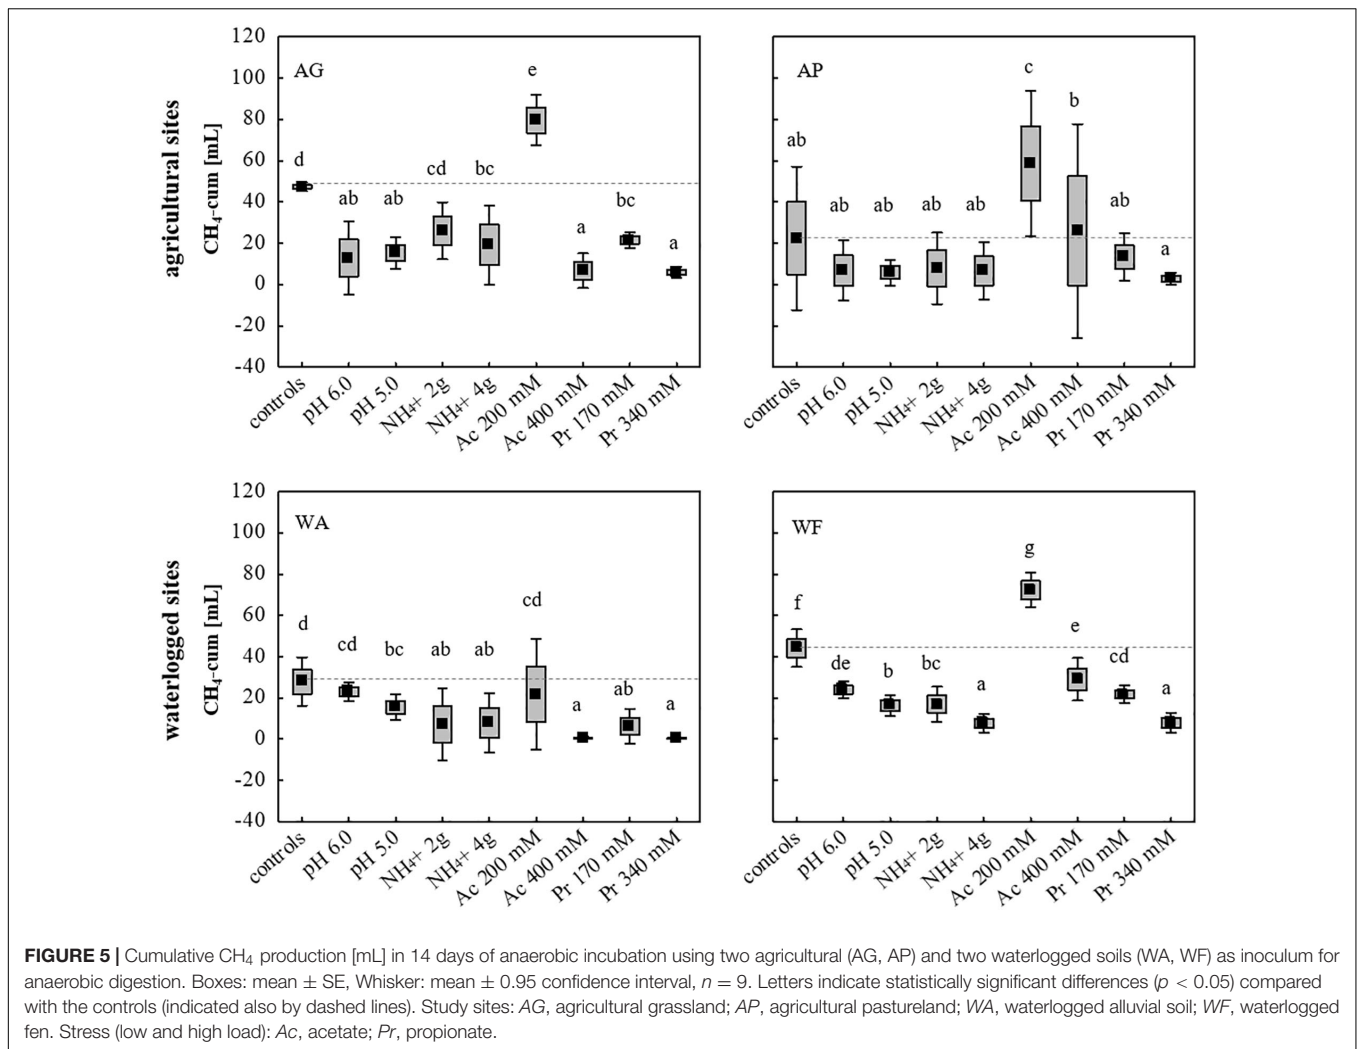 agricultural sites
CH₄-cum [mL]
120
100
80
60
40
20
0
-20
-40
AG
d
ab
ab
cd
bc
e
a
bc
a
controls
pH 6.0
pH 5.0
NH₄+ 2g
NH₄+ 4g
Ac 200 mM
Ac 400 mM
Pr 170 mM
Pr 340 mM
AP
ab
ab
ab
ab
ab
c
b
ab
a
controls
pH 6.0
pH 5.0
NH₄+ 2g
NH₄+ 4g
Ac 200 mM
Ac 400 mM
Pr 170 mM
Pr 340 mM
waterlogged sites
CH₄-cum [mL]
120
100
80
60
40
20
0
-20
-40
WA
d
cd
bc
ab
ab
cd
a
ab
a
controls
pH 6.0
pH 5.0
NH₄+ 2g
NH₄+ 4g
Ac 200 mM
Ac 400 mM
Pr 170 mM
Pr 340 mM
WF
f
de
b
bc
a
g
e
cd
a
controls
pH 6.0
pH 5.0
NH₄+ 2g
NH₄+ 4g
Ac 200 mM
Ac 400 mM
Pr 170 mM
Pr 340 mM
FIGURE 5 | Cumulative CH₄ production [mL] in 14 days of anaerobic incubation using two agricultural (AG, AP) and two waterlogged soils (WA, WF) as inoculum for
anaerobic digestion. Boxes: mean ± SE, Whisker: mean ± 0.95 confidence interval, n = 9. Letters indicate statistically significant differences (p < 0.05) compared
with the controls (indicated also by dashed lines). Study sites: AG, agricultural grassland; AP, agricultural pastureland; WA, waterlogged alluvial soil; WF, waterlogged
fen. Stress (low and high load): Ac, acetate; Pr, propionate.